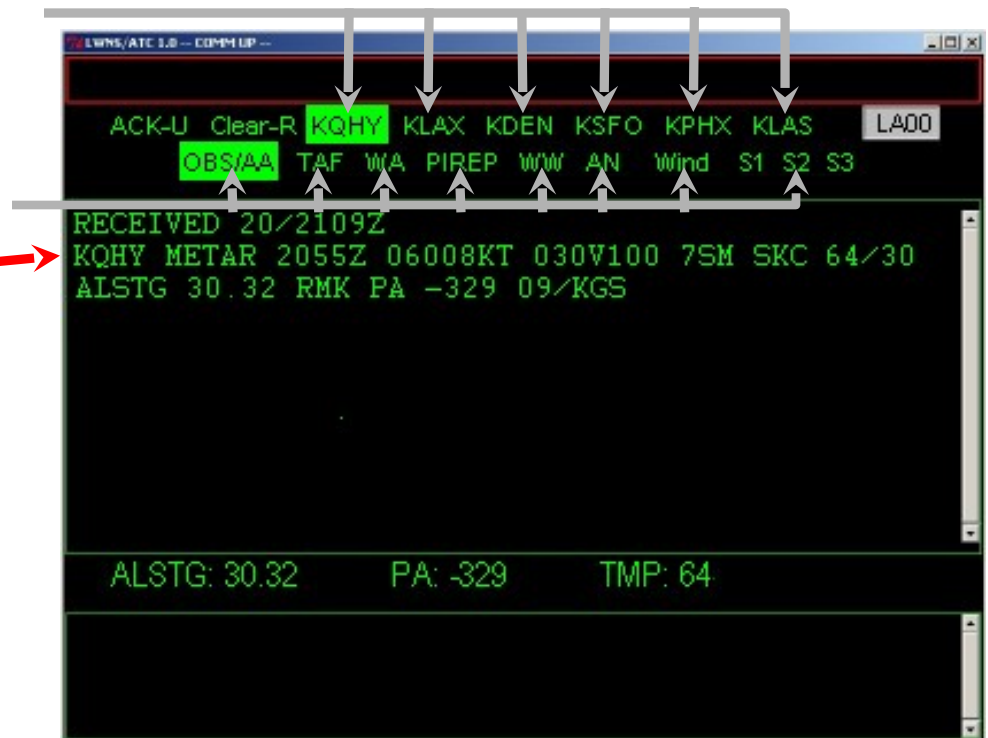 LWNS/ATC 1.0 -- COMM UP --
ACK-U Clear-R KQHY KLAX KDEN KSFO KPHX KLAS LA00
OBS/AA TAF WA PIREP WW AN Wind S1 S2 S3
RECEIVED 20/2109Z
KQHY METAR 2055Z 06008KT 030V100 7SM SKC 64/30
ALSTG 30.32 RMK PA -329 09/KGS
ALSTG: 30.32 PA: -329 TMP: 64